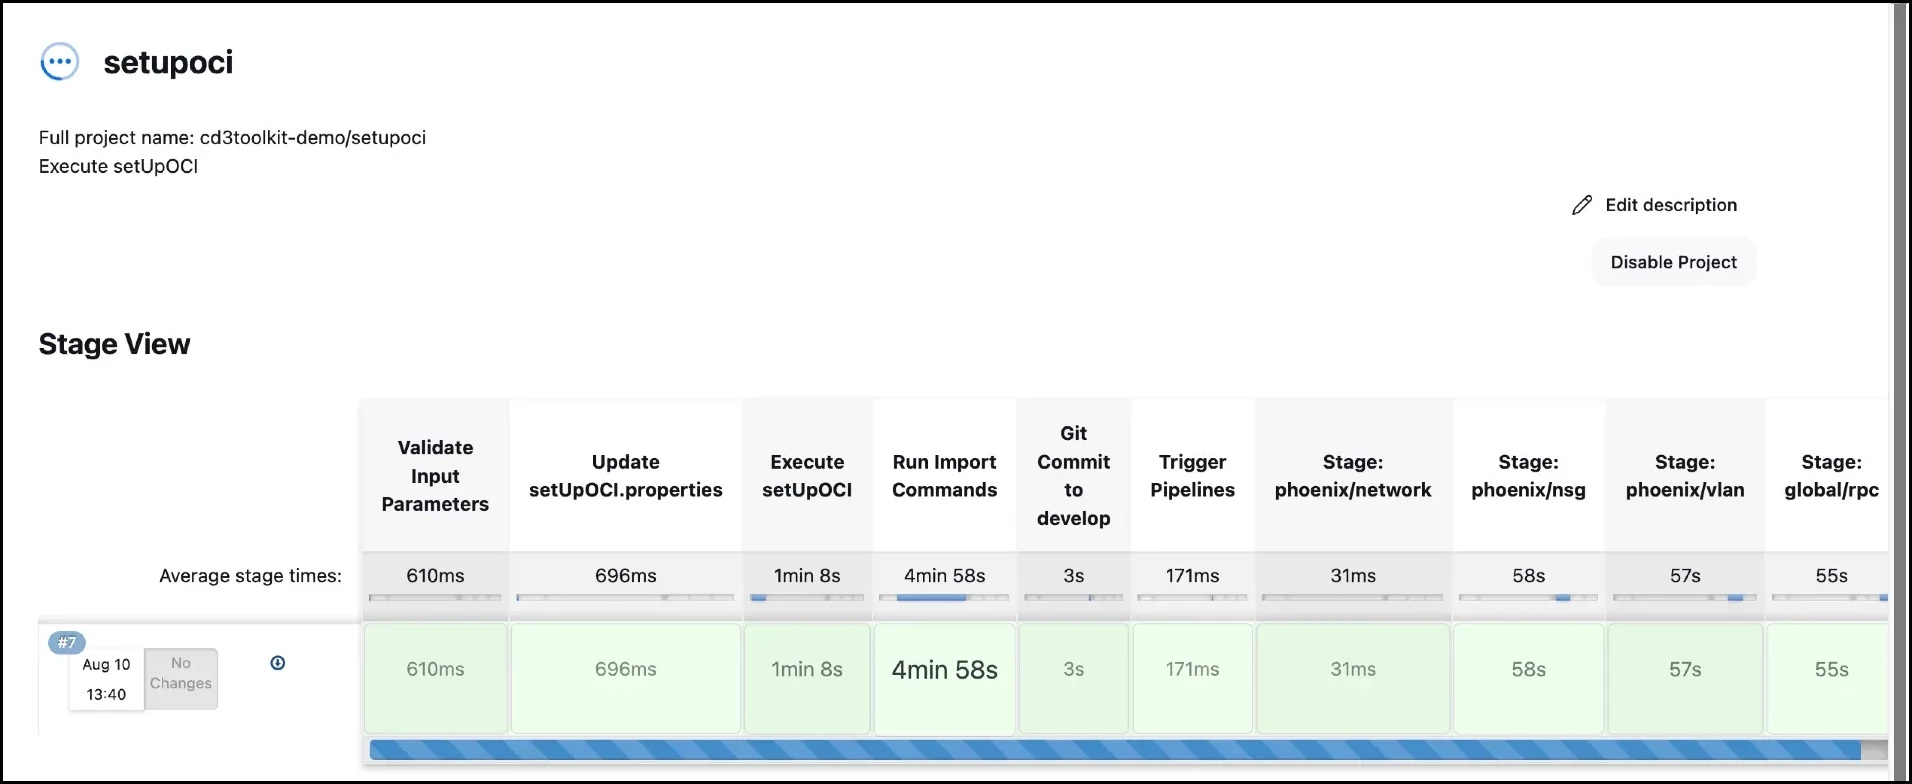 setupoci
Full project name: cd3toolkit-demo/setupoci
Execute setUpOCI
Edit description
Disable Project
Stage View
Validate
Input
Parameters
Update
setUpOCI.properties
Execute
setUpOCI
Run Import
Commands
Git
Commit
to
develop
Trigger
Pipelines
Stage:
phoenix/network
Stage:
phoenix/nsg
Stage:
phoenix/vlan
Stage:
global/rpc
Average stage times:
610ms
696ms
1min 8s
4min 58s
3s
171ms
31ms
58s
57s
55s
#7
Aug 10
13:40
No
Changes
610ms
696ms
1min 8s
4min 58s
3s
171ms
31ms
58s
57s
55s